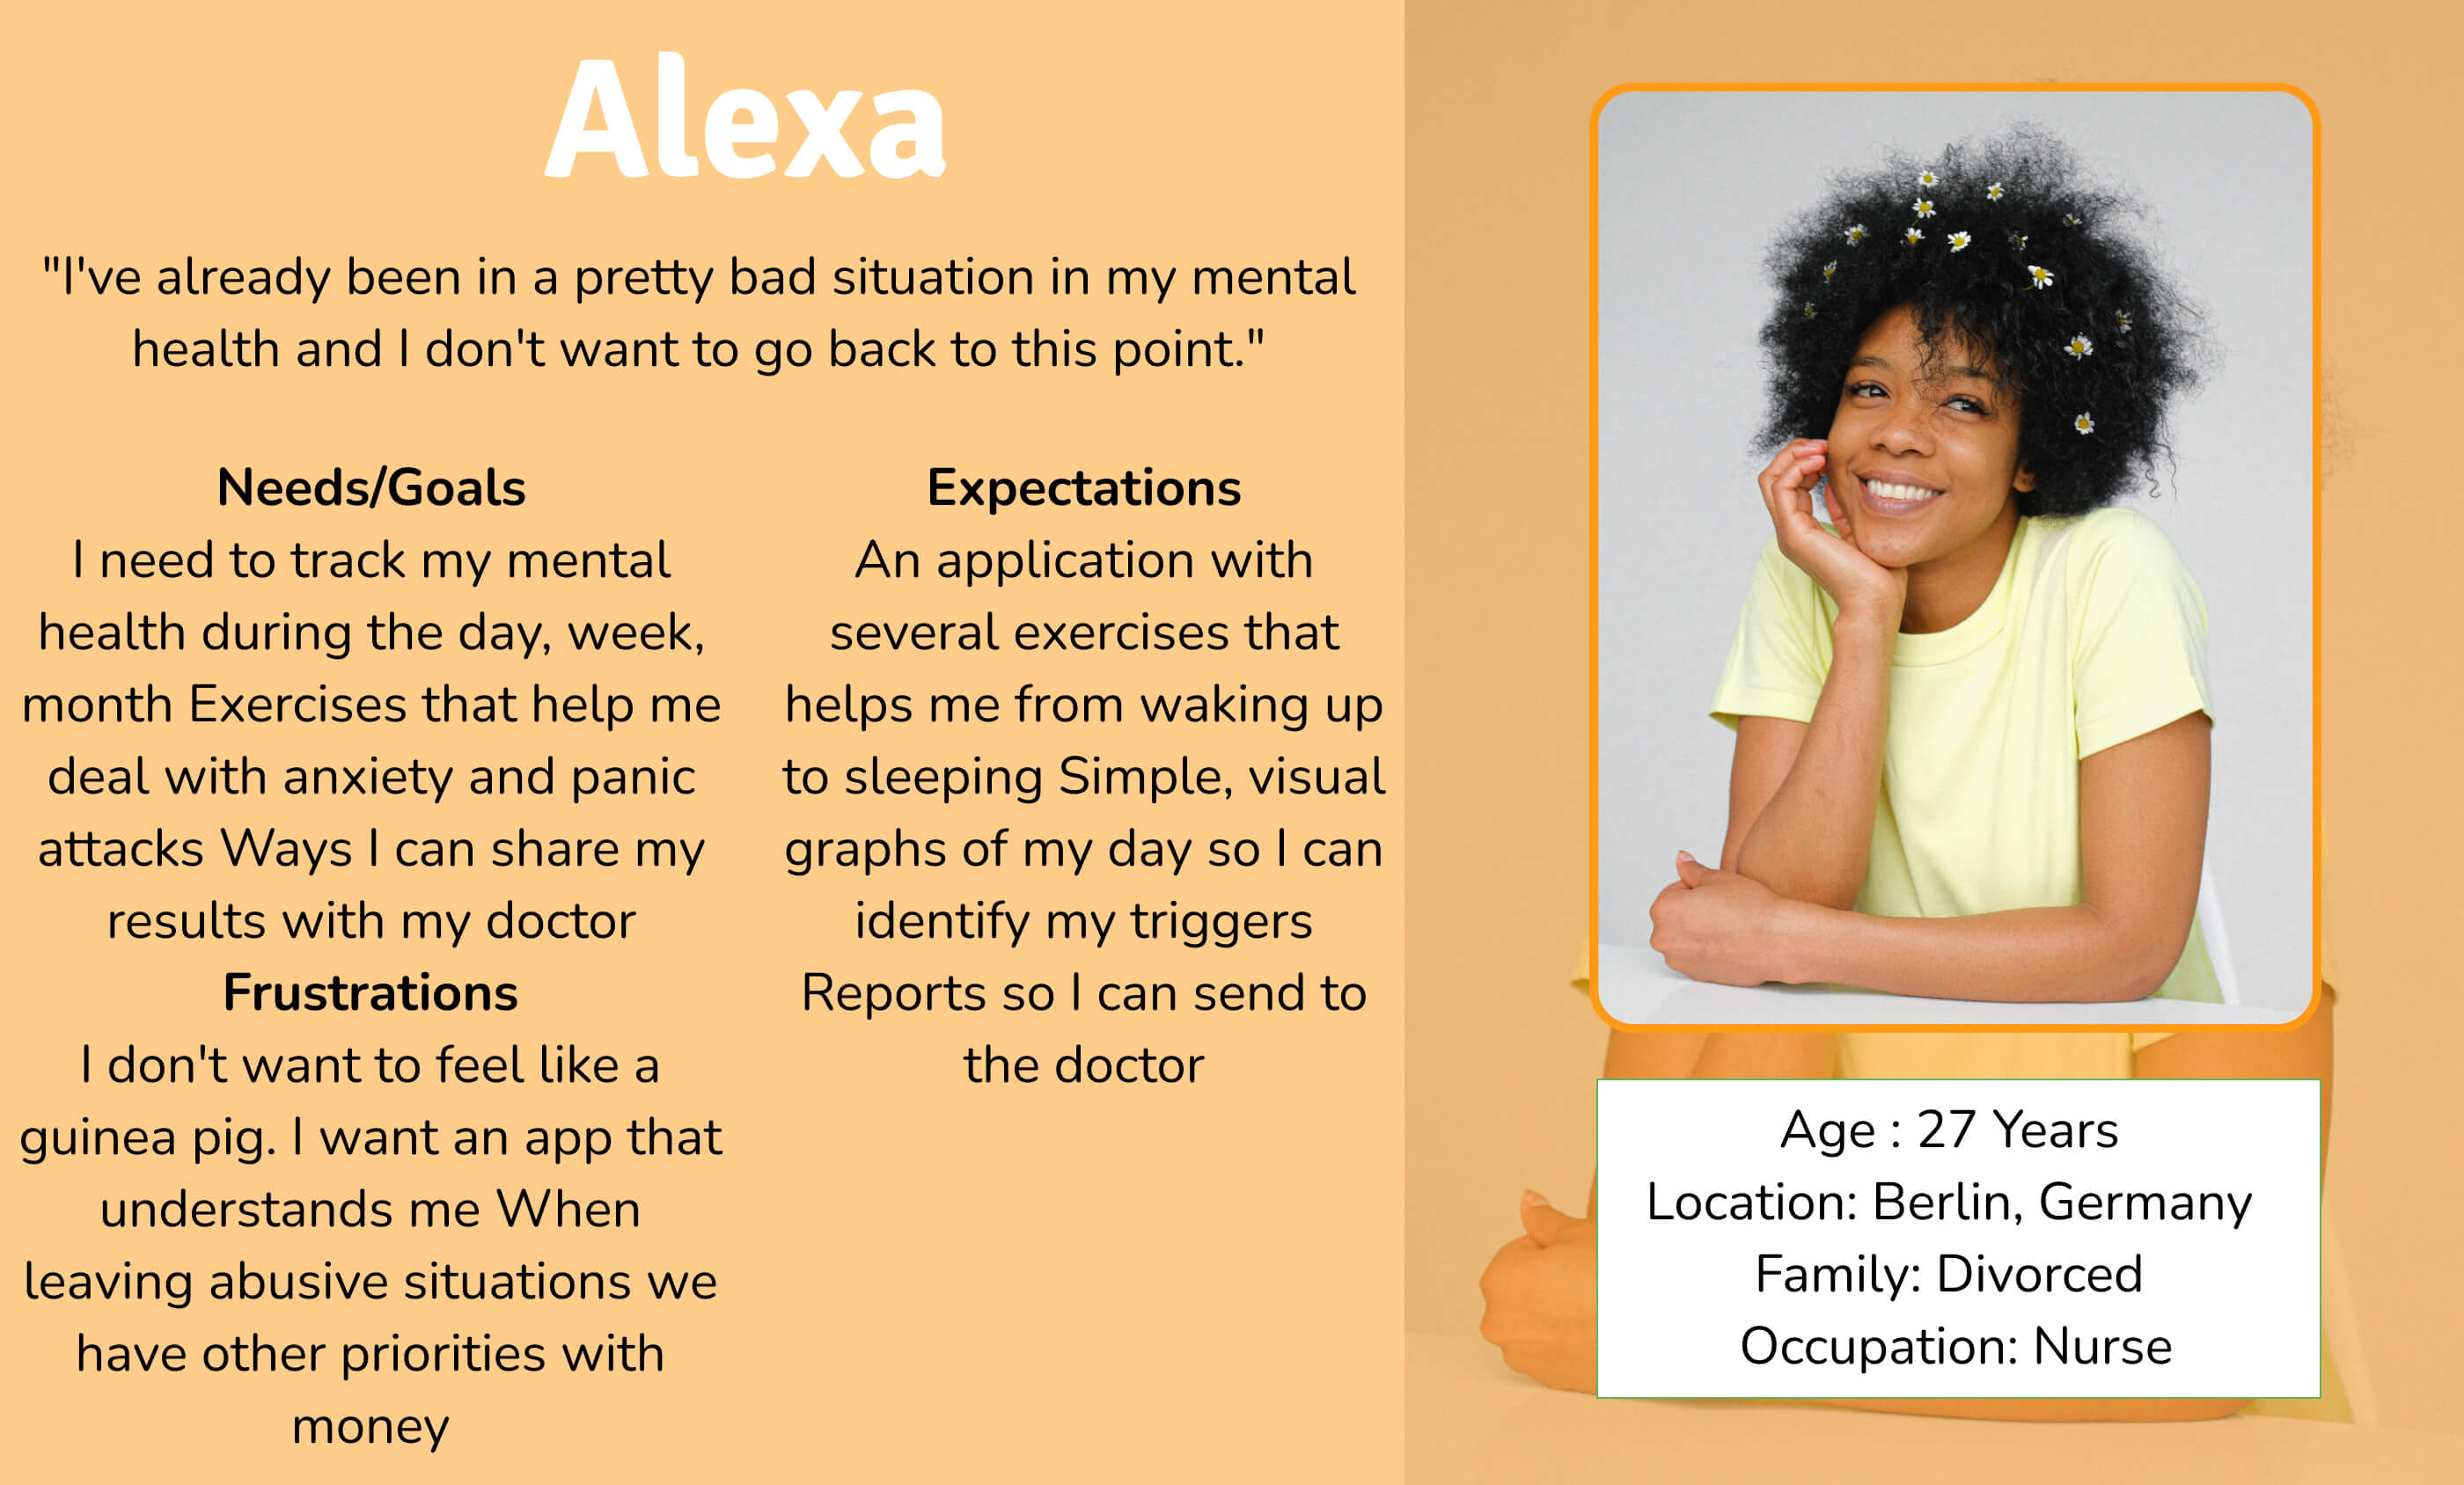 Alexa
"I've already been in a pretty bad situation in my mental
health and I don't want to go back to this point."
Needs/Goals
I need to track my mental
health during the day, week,
month Exercises that help me
deal with anxiety and panic
attacks Ways I can share my
results with my doctor
Frustrations
I don't want to feel like a
guinea pig. I want an app that
understands me When
leaving abusive situations we
have other priorities with
money
Expectations
An application with
several exercises that
helps me from waking up
to sleeping Simple, visual
graphs of my day so I can
identify my triggers
Reports so I can send to
the doctor
Age : 27 Years
Location: Berlin, Germany
Family: Divorced
Occupation: Nurse